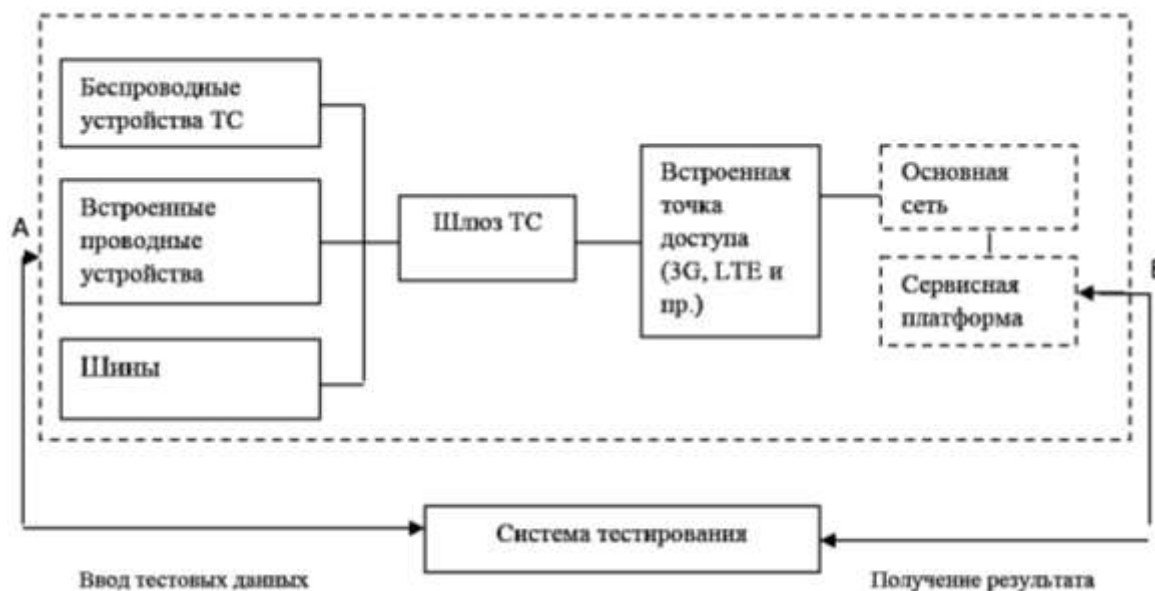 Беспроводные
устройства ТС
Встроенные
проводные
устройства
Шины
А
Шлюз ТС
Встроенная
точка
доступа
(3G, LTE и
пр.)
Основная
сеть
Сервисная
платформа
Система тестирования
Ввод тестовых данных
Получение результата